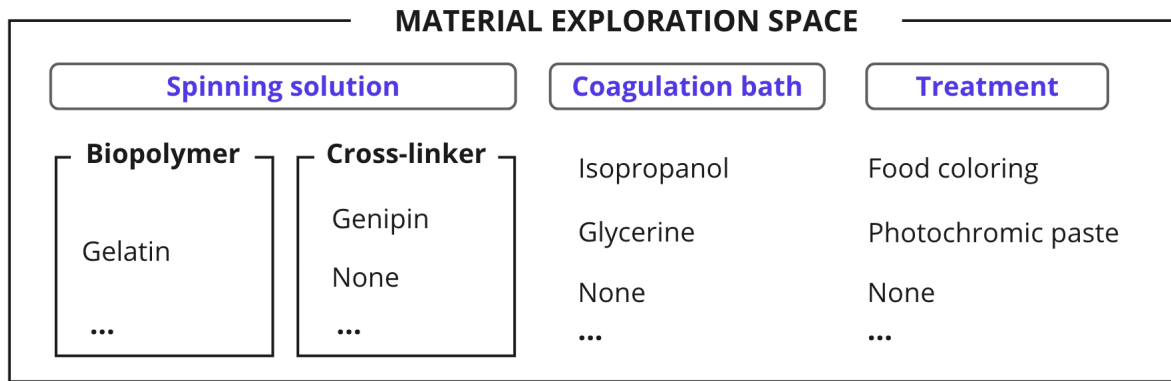 MATERIAL EXPLORATION SPACE
Spinning solution
Biopolymer
Gelatin
...
Cross-linker
Genipin
None
...
Coagulation bath
Isopropanol
Glycerine
None
...
Treatment
Food coloring
Photochromic paste
None
...